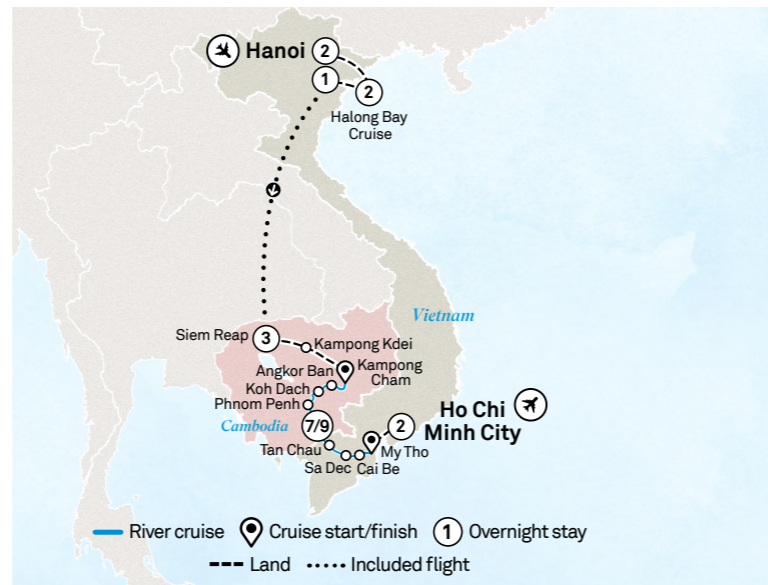 Hanoi
2
1
2
Halong Bay
Cruise
Vietnam
Siem Reap
3
Kampong Kdei
Angkor Ban
Kampong
Cham
Koh Dach
Phnom Penh
Cambodia
7/9
2
Ho Chi
Minh City
Tan Chau
My Tho
Sa Dec
Cai Be
River cruise
Cruise start/finish
1
Overnight stay
Land
Included flight